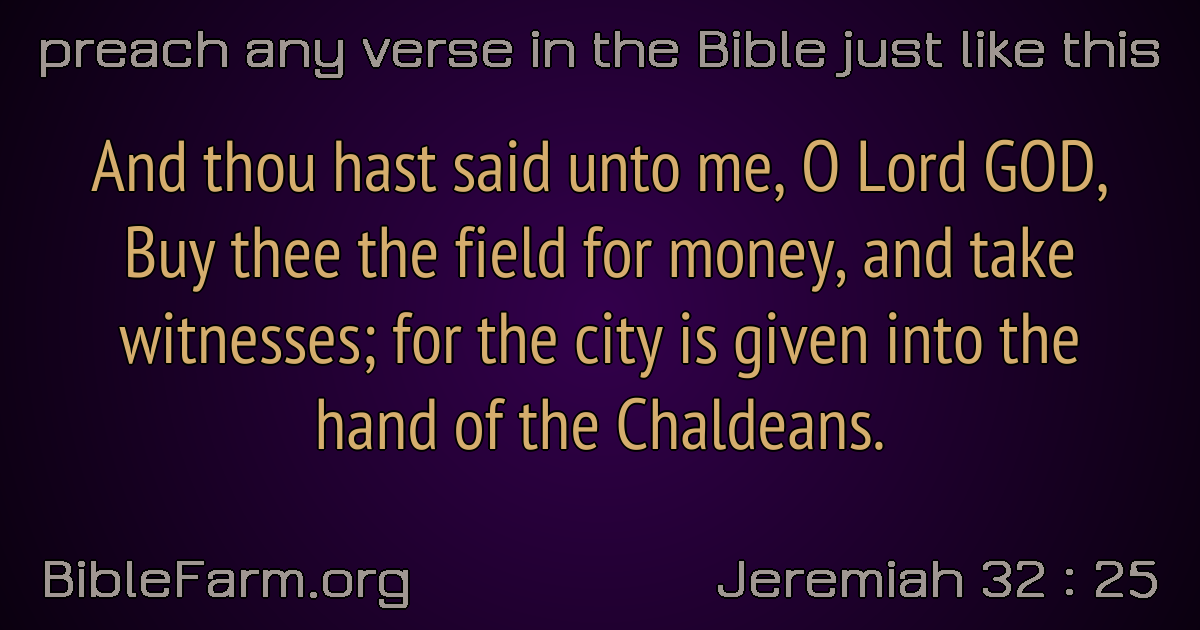 preach any verse in the Bible just like this
And thou hast said unto me, O Lord GOD,
Buy thee the field for money, and take
witnesses; for the city is given into the
hand of the Chaldeans.
BibleFarm.org
Jeremiah 32 : 25